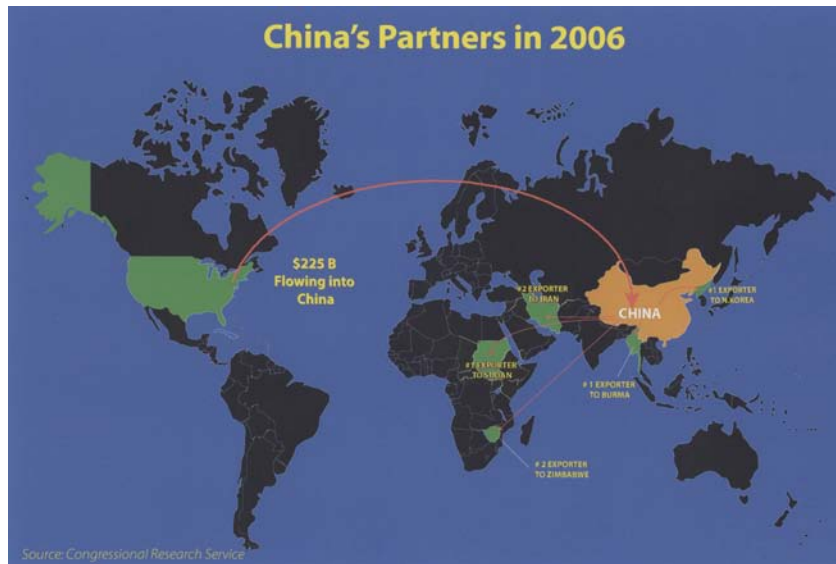 China's Partners in 2006
$225 B
Flowing into
China
#2 EXPORTER
TO IRAN
#1 EXPORTER
TO N.KOREA
CHINA
#1 EXPORTER
TO SUDAN
# 1 EXPORTER
TO BURMA
# 2 EXPORTER
TO ZIMBABWE
Source: Congressional Research Service